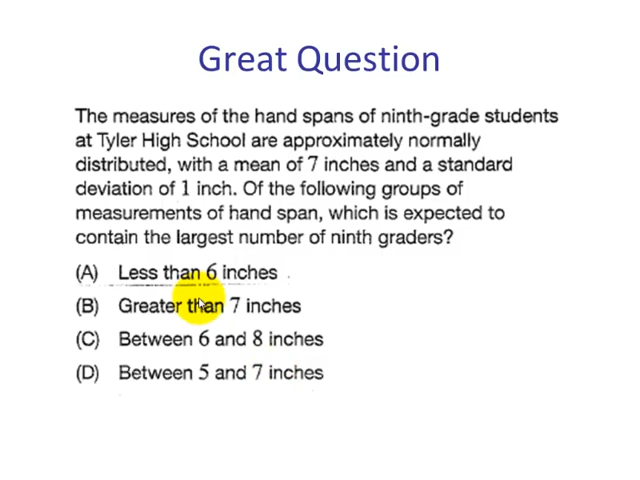 Great Question
The measures of the hand spans of ninth-grade students
at Tyler High School are approximately normally
distributed, with a mean of 7 inches and a standard
deviation of 1 inch. Of the following groups of
measurements of hand span, which is expected to
contain the largest number of ninth graders?
(A) Less than 6 inches
(B) Greater than 7 inches
(C) Between 6 and 8 inches
(D) Between 5 and 7 inches